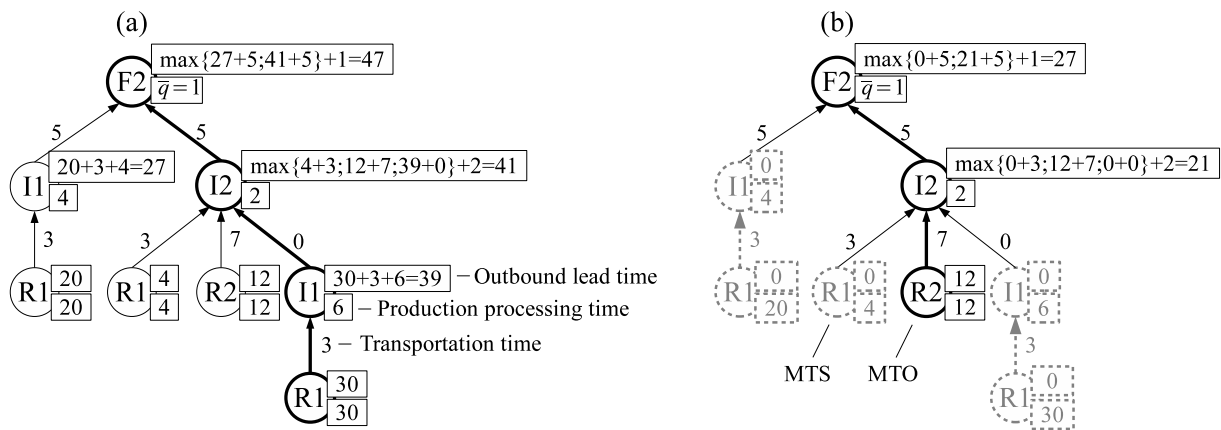 (a)
max{27+5;41+5}+1=47
F2
q̅ = 1
5
5
20+3+4=27
I1
4
max{4+3;12+7;39+0}+2=41
I2
2
3
3
7
0
R1
20
20
R1
4
4
R2
12
12
I1
30+3+6=39
– Outbound lead time
6
– Production processing time
3 – Transportation time
R1
30
30
(b)
max{0+5;21+5}+1=27
F2
q̅ = 1
5
5
I1
0
4
max{0+3;12+7;0+0}+2=21
I2
2
3
3
7
0
R1
0
20
R1
0
4
R2
12
12
I1
0
6
3
MTS
MTO
R1
0
30